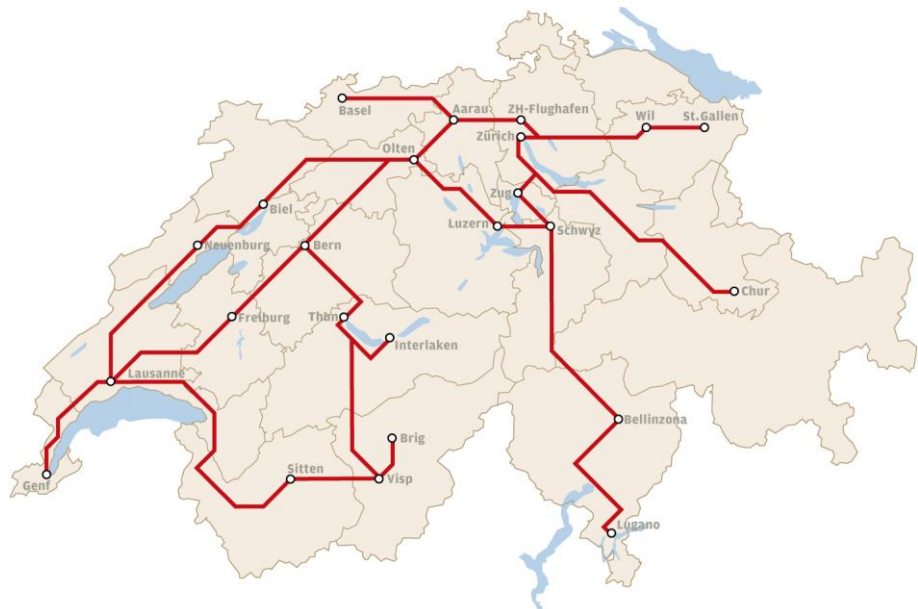 Basel
Aarau
ZH-Flughafen
Wil
St.Gallen
Zürich
Olten
Zug
Biel
Luzern
Schwyz
Neuenburg
Bern
Chur
Freiburg
Thun
Interlaken
Lausanne
Bellinzona
Brig
Sitten
Visp
Genf
Lugano